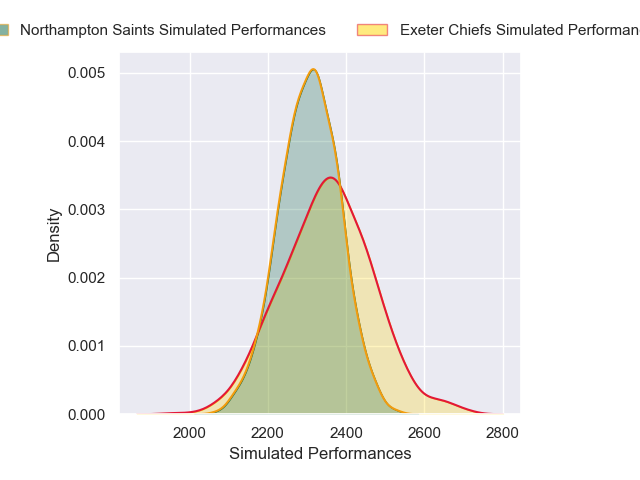 Northampton Saints Simulated Performances
Exeter Chiefs Simulated
0.005
0.004
0.003
0.002
0.001
0.000
Density
2000 2200 2400 2600 2800
Simulated Performances